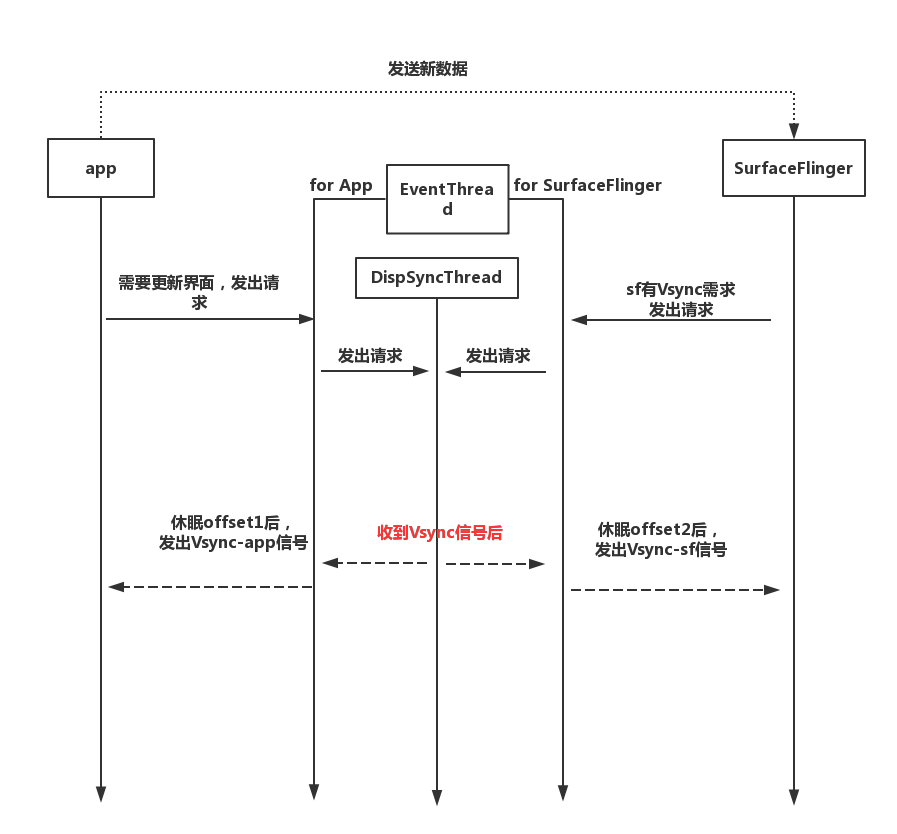 发送新数据
app
for App
EventThrea
d
for SurfaceFlinger
SurfaceFlinger
DispSyncThread
需要更新界面，发出请
求
sf有Vsync需求
发出请求
发出请求
发出请求
休眠offset1后，
发出Vsync-app信号
收到Vsync信号后
休眠offset2后，
发出Vsync-sf信号